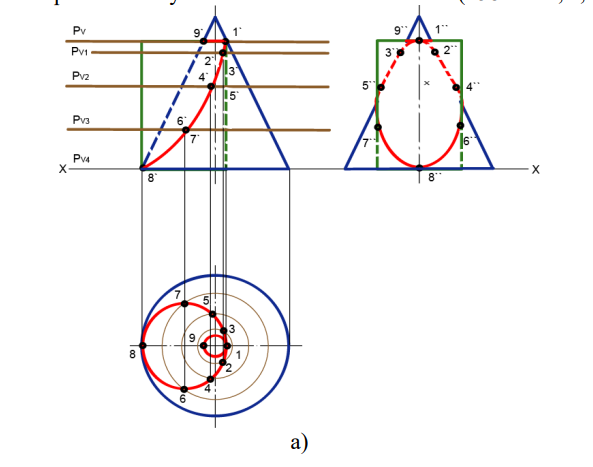 Pv 9` 1` 9`` 1``
Pv1 2` 3`` 2``
3`
Pv2 4` 5` 5`` 4``
Pv3 6` 7` 7`` 6``
Pv4
X 8` 8`` X
7 5
3
8 9 1
2
4
6
а)